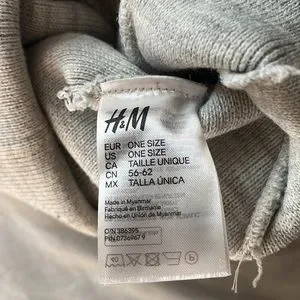 H&M
EUR ONE SIZE
US ONE SIZE
CA TAILLE UNIQUE
CN 56-62
MX TALLA ÚNICA
Made in Myanmar
Fabriqué en Birmanie
Hecho en Unión de Myanmar
O/N 386395